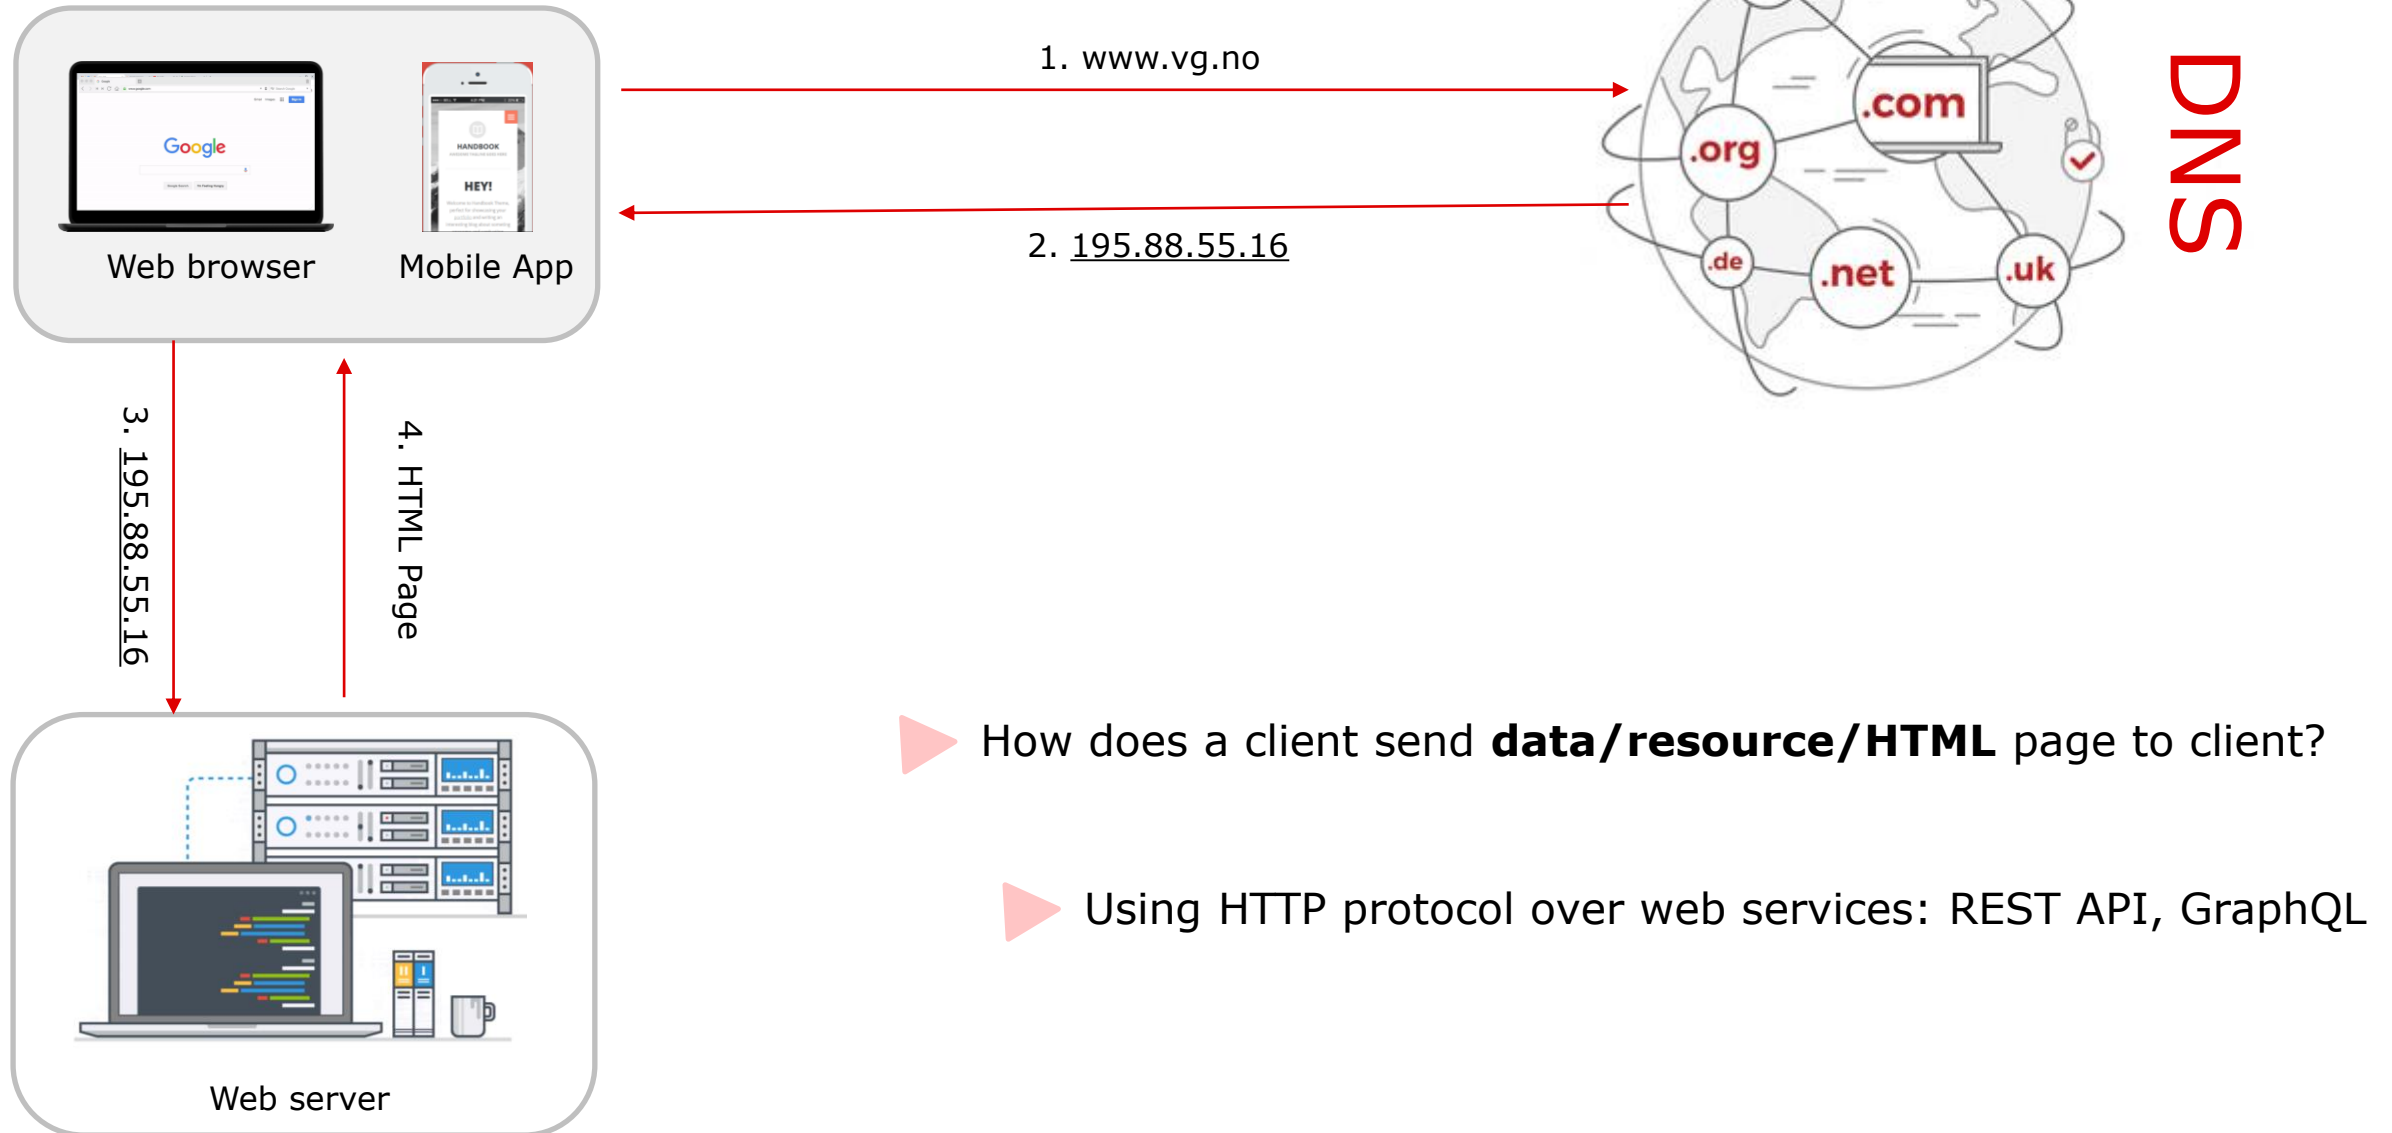 1. www.vg.no
2. 195.88.55.16
DNS
.com
.org
.de
.net
.uk
Google
HANDBOOK
HEY!
Web browser
Mobile App
3. 195.88.55.16
4. HTML Page
How does a client send data/resource/HTML page to client?
Using HTTP protocol over web services: REST API, GraphQL
Web server